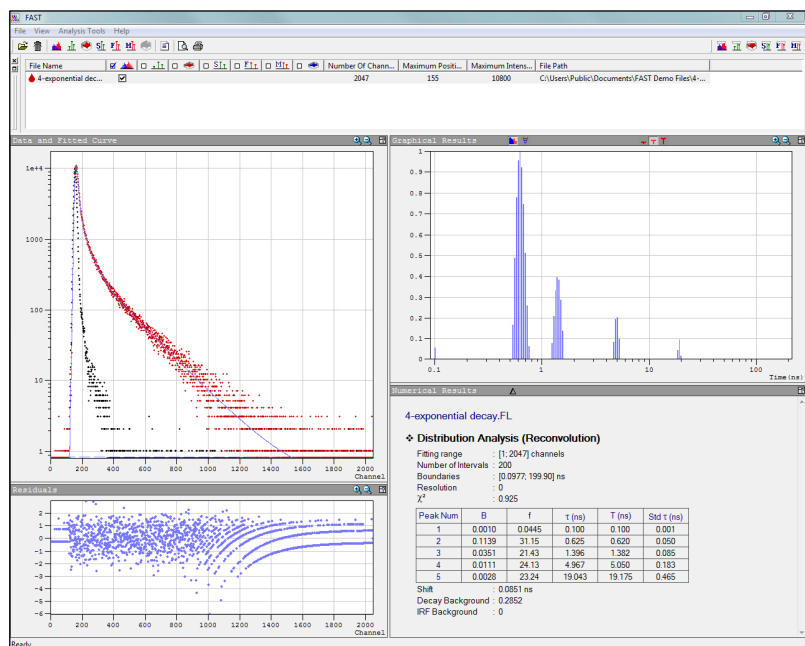 FAST
File View Analysis Tools Help
File Name Number Of Chann... Maximum Positi... Maximum Intens... File Path
4-exponential dec... 2047 155 10800 C:\Users\Public\Documents\FAST Demo Files\4-...
Data and Fitted Curve
1e+4
1000
100
10
1
0 200 400 600 800 1000 1200 1400 1600 1800 2000
Channel
Residuals
2
1
0
-1
-2
-3
-4
-5
-6
0 200 400 600 800 1000 1200 1400 1600 1800 2000
Channel
Graphical Results
1
0.9
0.8
0.7
0.6
0.5
0.4
0.3
0.2
0.1
0
0.1 1 10 100
Time(ns)
Numerical Results
4-exponential decay.FL
❖ Distribution Analysis (Reconvolution)
Fitting range : [1; 2047] channels
Number of Intervals : 200
Boundaries : [0.0977; 199.90] ns
Resolution : 0
χ² : 0.925
Peak Num B f τ (ns) T (ns) Std τ (ns)
1 0.0010 0.0445 0.100 0.100 0.001
2 0.1139 31.15 0.625 0.620 0.050
3 0.0351 21.43 1.396 1.382 0.085
4 0.0111 24.13 4.967 5.050 0.183
5 0.0028 23.24 19.043 19.175 0.465
Shift : 0.0851 ns
Decay Background : 0.2852
IRF Background : 0
Ready